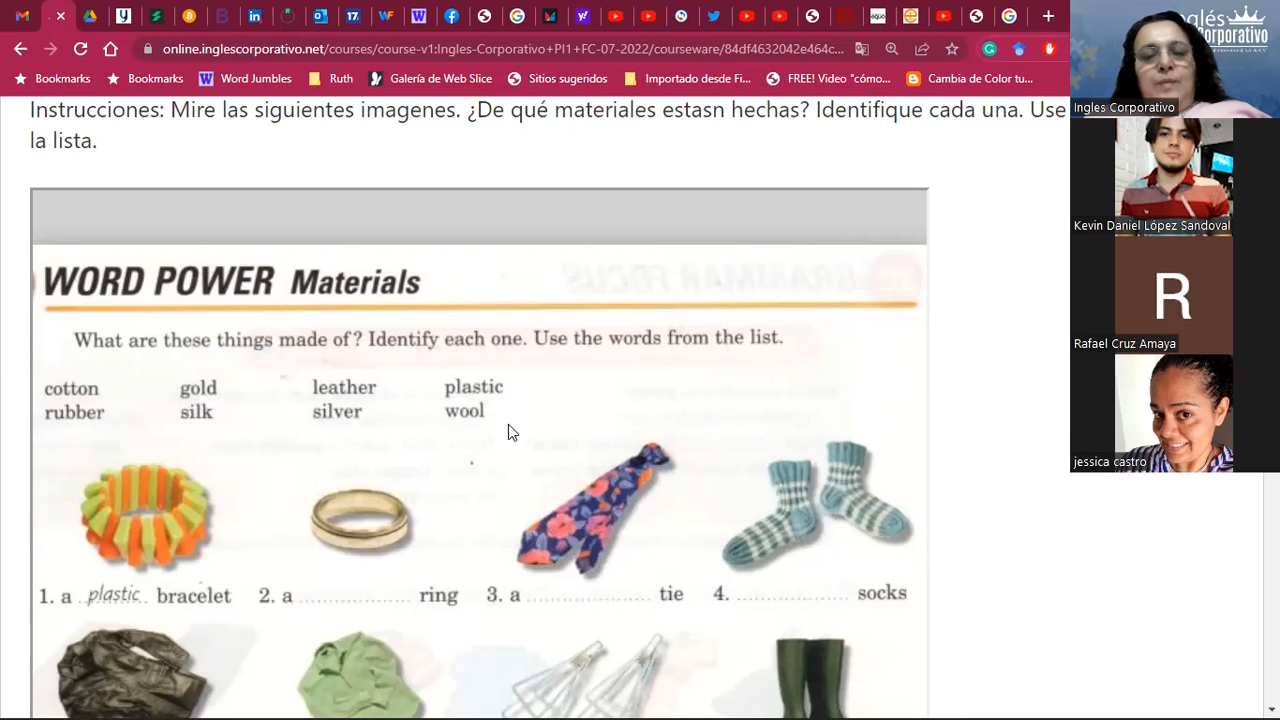 online.inglescorporativo.net/courses/course-v1:Ingles-Corporativo+PI1+FC-07-2022/courseware/84df4632042e464c...
Bookmarks
Bookmarks
Word Jumbles
Ruth
Galería de Web Slice
Sitios sugeridos
Importado desde Fi...
FREE! Video "cómo...
Cambia de Color tu...
Instrucciones: Mire las siguientes imagenes. ¿De qué materiales estasn hechas? Identifique cada una. Use
la lista.
WORD POWER Materials
GRAMMAR FOCUS
What are these things made of? Identify each one. Use the words from the list.
cotton gold leather plastic
rubber silk silver wool
1. a plastic bracelet 2. a ring 3. a tie 4. socks
Inglés
Corporativo
Ingles Corporativo
Kevin Daniel López Sandoval
R
Rafael Cruz Amaya
jessica castro